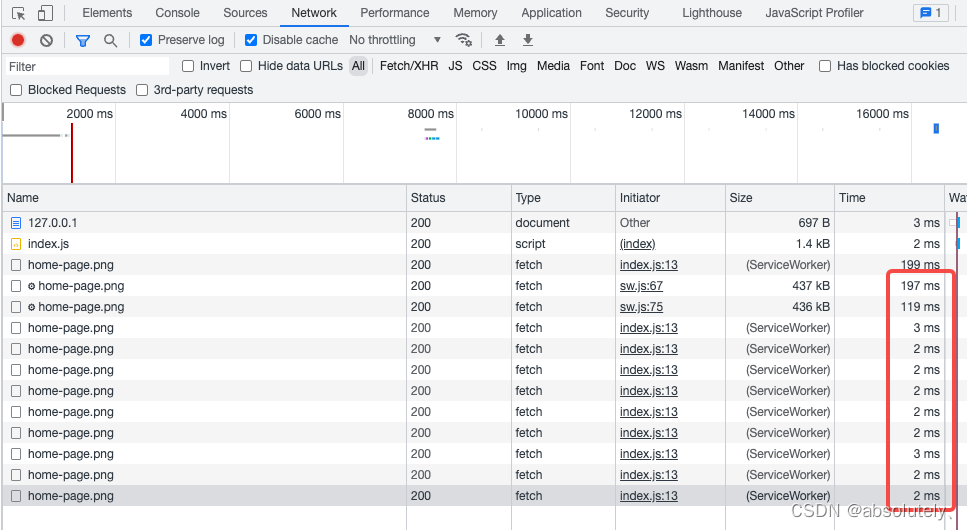 Elements Console Sources Network Performance Memory Application Security Lighthouse JavaScript Profiler 1
Preserve log Disable cache No throttling
Filter Invert Hide data URLs All Fetch/XHR JS CSS Img Media Font Doc WS Wasm Manifest Other Has blocked cookies
Blocked Requests 3rd-party requests
2000 ms 4000 ms 6000 ms 8000 ms 10000 ms 12000 ms 14000 ms 16000 ms
Name Status Type Initiator Size Time Wa
127.0.0.1 200 document Other 697 B 3 ms
index.js 200 script (index) 1.4 kB 2 ms
home-page.png 200 fetch index.js:13 (ServiceWorker) 199 ms
home-page.png 200 fetch sw.js:67 437 kB 197 ms
home-page.png 200 fetch sw.js:75 436 kB 119 ms
home-page.png 200 fetch index.js:13 (ServiceWorker) 3 ms
home-page.png 200 fetch index.js:13 (ServiceWorker) 2 ms
home-page.png 200 fetch index.js:13 (ServiceWorker) 2 ms
home-page.png 200 fetch index.js:13 (ServiceWorker) 2 ms
home-page.png 200 fetch index.js:13 (ServiceWorker) 2 ms
home-page.png 200 fetch index.js:13 (ServiceWorker) 2 ms
home-page.png 200 fetch index.js:13 (ServiceWorker) 3 ms
home-page.png 200 fetch index.js:13 (ServiceWorker) 2 ms
home-page.png 200 fetch index.js:13 (ServiceWorker) 2 ms
CSDN @absolutely.